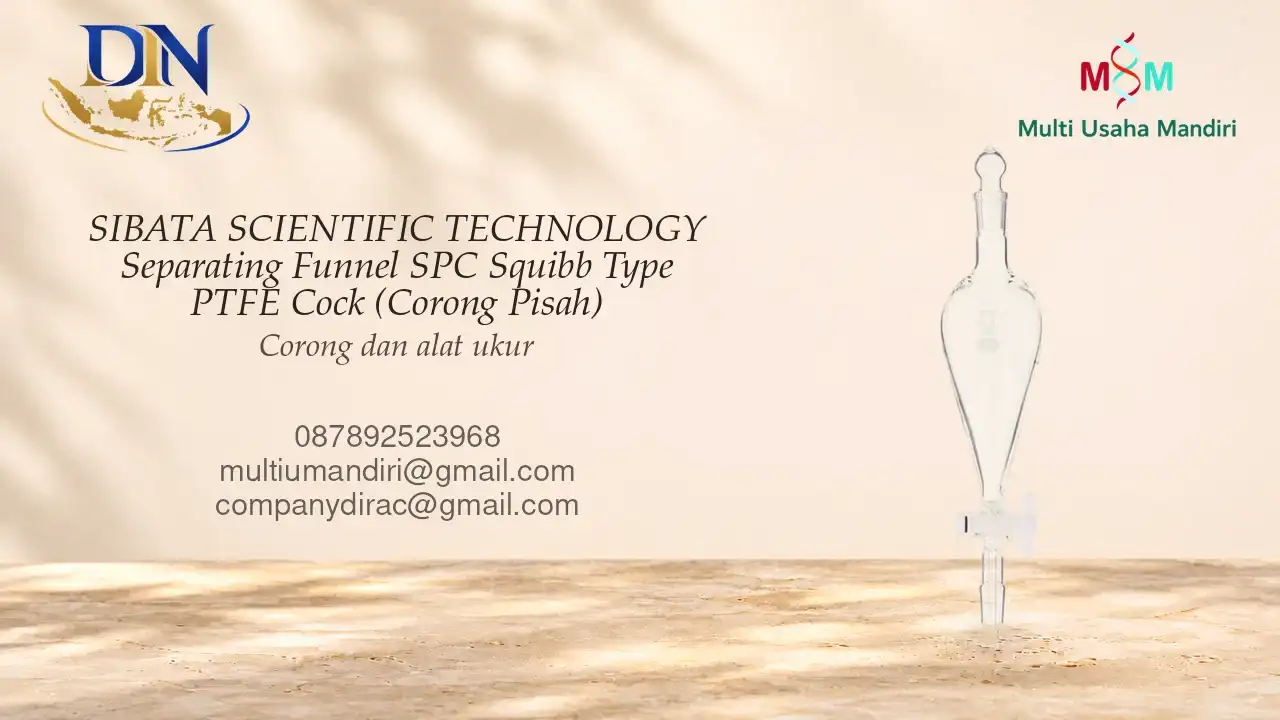 DIN
M M
Multi Usaha Mandiri
SIBATA SCIENTIFIC TECHNOLOGY
Separating Funnel SPC Squibb Type
PTFE Cock (Corong Pisah)
Corong dan alat ukur
087892523968
multiumandiri@gmail.com
companydirac@gmail.com